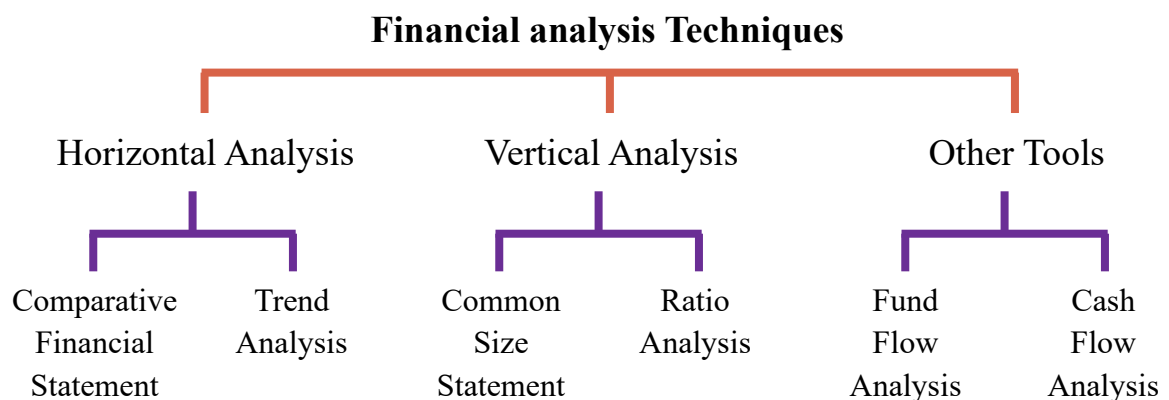 Financial analysis Techniques
Horizontal Analysis
Vertical Analysis
Other Tools
Comparative
Financial
Statement
Trend
Analysis
Common
Size
Statement
Ratio
Analysis
Fund
Flow
Analysis
Cash
Flow
Analysis